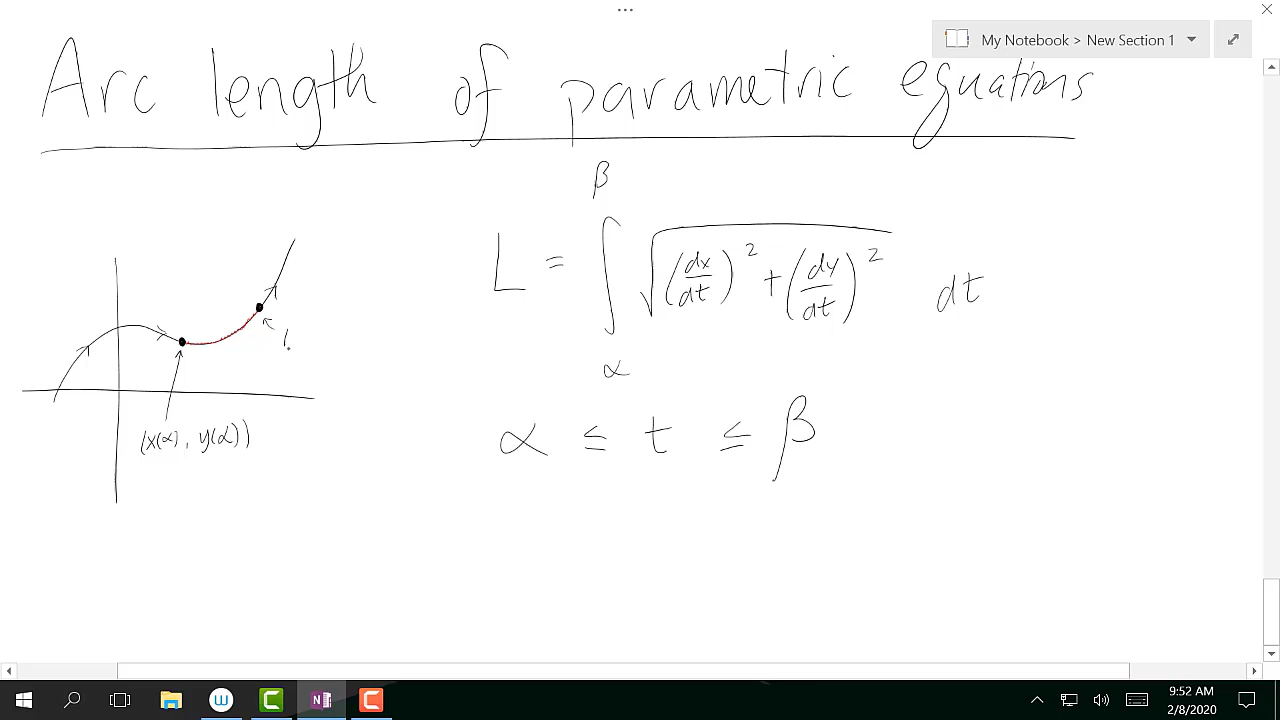 ...
My Notebook > New Section 1
Arc length of parametric equations
L = ∫_α^β √((dx/dt)² + (dy/dt)²) dt
(x(α), y(α))
α ≤ t ≤ β
W
N
9:52 AM
2/8/2020